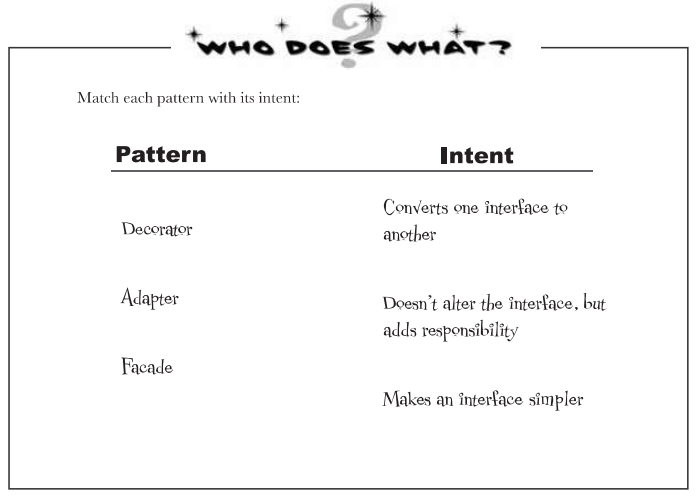 WHO DOES WHAT?
Match each pattern with its intent:
Pattern
Intent
Decorator
Converts one interface to
another
Adapter
Doesn't alter the interface, but
adds responsibility
Facade
Makes an interface simpler